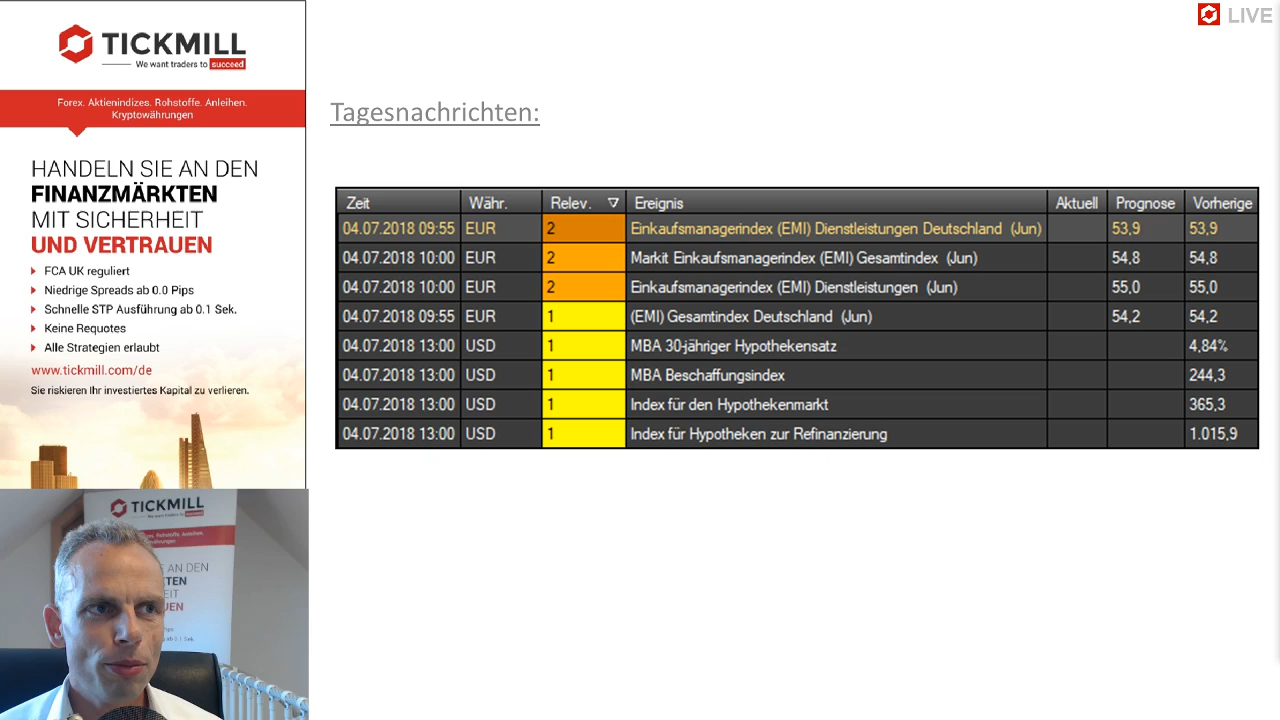 TICKMILL
We want traders to succeed
Forex. Aktienindizes. Rohstoffe. Anleihen.
Kryptowährungen
HANDELN SIE AN DEN
FINANZMÄRKTEN
MIT SICHERHEIT
UND VERTRAUEN
FCA UK reguliert
Niedrige Spreads ab 0.0 Pips
Schnelle STP Ausführung ab 0.1 Sek.
Keine Requotes
Alle Strategien erlaubt
www.tickmill.com/de
Sie riskieren Ihr investiertes Kapital zu verlieren.
LIVE
Tagesnachrichten:
Zeit Währ. Relev. Ereignis Aktuell Prognose Vorherige
04.07.2018 09:55 EUR 2 Einkaufsmanagerindex (EMI) Dienstleistungen Deutschland (Jun) 53,9 53,9
04.07.2018 10:00 EUR 2 Markit Einkaufsmanagerindex (EMI) Gesamtindex (Jun) 54,8 54,8
04.07.2018 10:00 EUR 2 Einkaufsmanagerindex (EMI) Dienstleistungen (Jun) 55,0 55,0
04.07.2018 09:55 EUR 1 (EMI) Gesamtindex Deutschland (Jun) 54,2 54,2
04.07.2018 13:00 USD 1 MBA 30-jähriger Hypothekensatz 4,84%
04.07.2018 13:00 USD 1 MBA Beschaffungsindex 244,3
04.07.2018 13:00 USD 1 Index für den Hypothekenmarkt 365,3
04.07.2018 13:00 USD 1 Index für Hypotheken zur Refinanzierung 1.015,9
TICKMILL
We want traders to
Rohstoffe. Anleihen.
E AN DEN